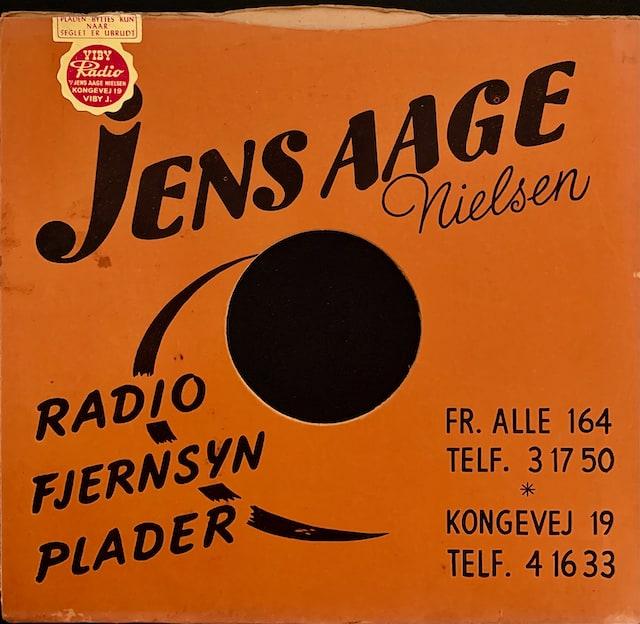 PLADEN BYTTES KUN
NAAR
SEGLET ER UBRUDT
VIBY
Radio
V/ JENS AAGE NIELSEN
KONGEVEJ 19
VIBY J.
JENS AAGE
Nielsen
RADIO
FJERNSYN
PLADER
FR. ALLE 164
TELF. 3 17 50
*
KONGEVEJ 19
TELF. 4 16 33